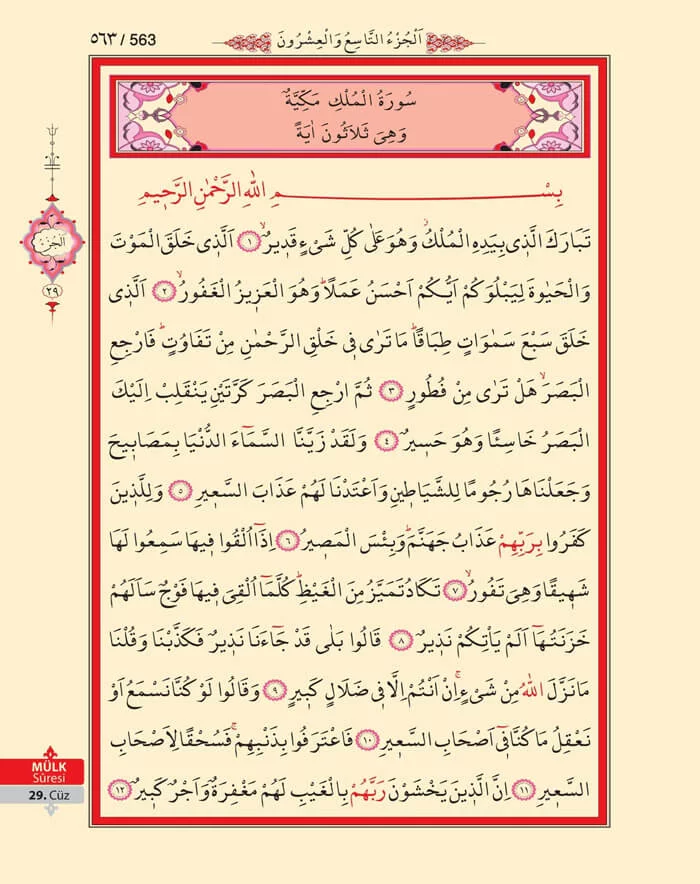 ٥٦٣ / 563
اَلْجُزْءُ التَّاسِعُ وَالْعِشْرُونَ
سُورَةُ الْمُلْكِ مَكِّيَّةٌ
وَهِيَ ثَلَاثُونَ اٰيَةً
بِسْمِ اللّٰهِ الرَّحْمٰنِ الرَّحٖيمِ
تَبَارَكَ الَّذٖي بِيَدِهِ الْمُلْكُۘ وَهُوَ عَلٰى كُلِّ شَيْءٍ قَدٖيرٌۙ ﴿١﴾ اَلَّذٖي خَلَقَ الْمَوْتَ
وَالْحَيٰوةَ لِيَبْلُوَكُمْ اَيُّكُمْ اَحْسَنُ عَمَلًاؕ وَهُوَ الْعَزٖيزُ الْغَفُورُۙ ﴿٢﴾ اَلَّذٖي
خَلَقَ سَبْعَ سَمٰوَاتٍ طِبَاقًاؕ مَا تَرٰى فٖي خَلْقِ الرَّحْمٰنِ مِنْ تَفَاوُتٍؕ فَارْجِعِ
الْبَصَرَۙ هَلْ تَرٰى مِنْ فُطُورٍ ﴿٣﴾ ثُمَّ ارْجِعِ الْبَصَرَ كَرَّتَيْنِ يَنْقَلِبْ اِلَيْكَ
الْبَصَرُ خَاسِئًا وَهُوَ حَسٖيرٌ ﴿٤﴾ وَلَقَدْ زَيَّنَّا السَّمَٓاءَ الدُّنْيَا بِمَصَابٖيحَ
وَجَعَلْنَاهَا رُجُومًا لِلشَّيَاطٖينِ وَاَعْتَدْنَا لَهُمْ عَذَابَ السَّعٖيرِ ﴿٥﴾ وَلِلَّذٖينَ
كَفَرُوا بِرَبِّهِمْ عَذَابُ جَهَنَّمَؕ وَبِئْسَ الْمَصٖيرُ ﴿٦﴾ اِذَٓا اُلْقُوا فٖيهَا سَمِعُوا لَهَا
شَهٖيقًا وَهِيَ تَفُورُۙ ﴿٧﴾ تَكَادُ تَمَيَّزُ مِنَ الْغَيْظِؕ كُلَّمَٓا اُلْقِيَ فٖيهَا فَوْجٌ سَاَلَهُمْ
خَزَنَتُهَٓا اَلَمْ يَأْتِكُمْ نَذٖيرٌ ﴿٨﴾ قَالُوا بَلٰى قَدْ جَٓاءَنَا نَذٖيرٌ فَكَذَّبْنَا وَقُلْنَا
مَا نَزَّلَ اللّٰهُ مِنْ شَيْءٍۚ اِنْ اَنْتُمْ اِلَّا فٖي ضَلَالٍ كَبٖيرٍ ﴿٩﴾ وَقَالُوا لَوْ كُنَّا نَسْمَعُ اَوْ
نَعْقِلُ مَا كُنَّا فٖٓي اَصْحَابِ السَّعٖيرِ ﴿١٠﴾ فَاعْتَرَفُوا بِذَنْبِهِمْۚ فَسُحْقًا لِاَصْحَابِ
السَّعٖيرِ ﴿١١﴾ اِنَّ الَّذٖينَ يَخْشَوْنَ رَبَّهُمْ بِالْغَيْبِ لَهُمْ مَغْفِرَةٌ وَاَجْرٌ كَبٖيرٌ ﴿١٢﴾
اَلْجُزْءُ
٢٩
MÜLK
Sûresi
29. Cüz